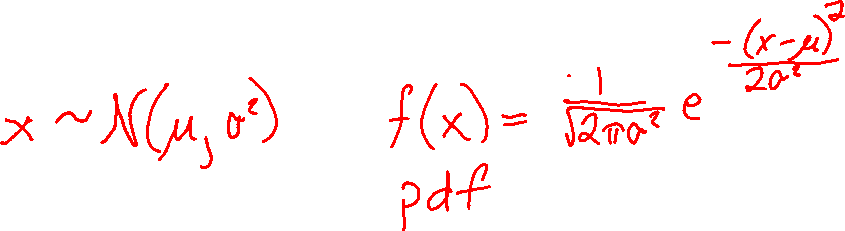 x ~ N(μ, σ²) f(x) = 1/√(2πσ²) e^(-(x-μ)²/(2σ²))
pdf